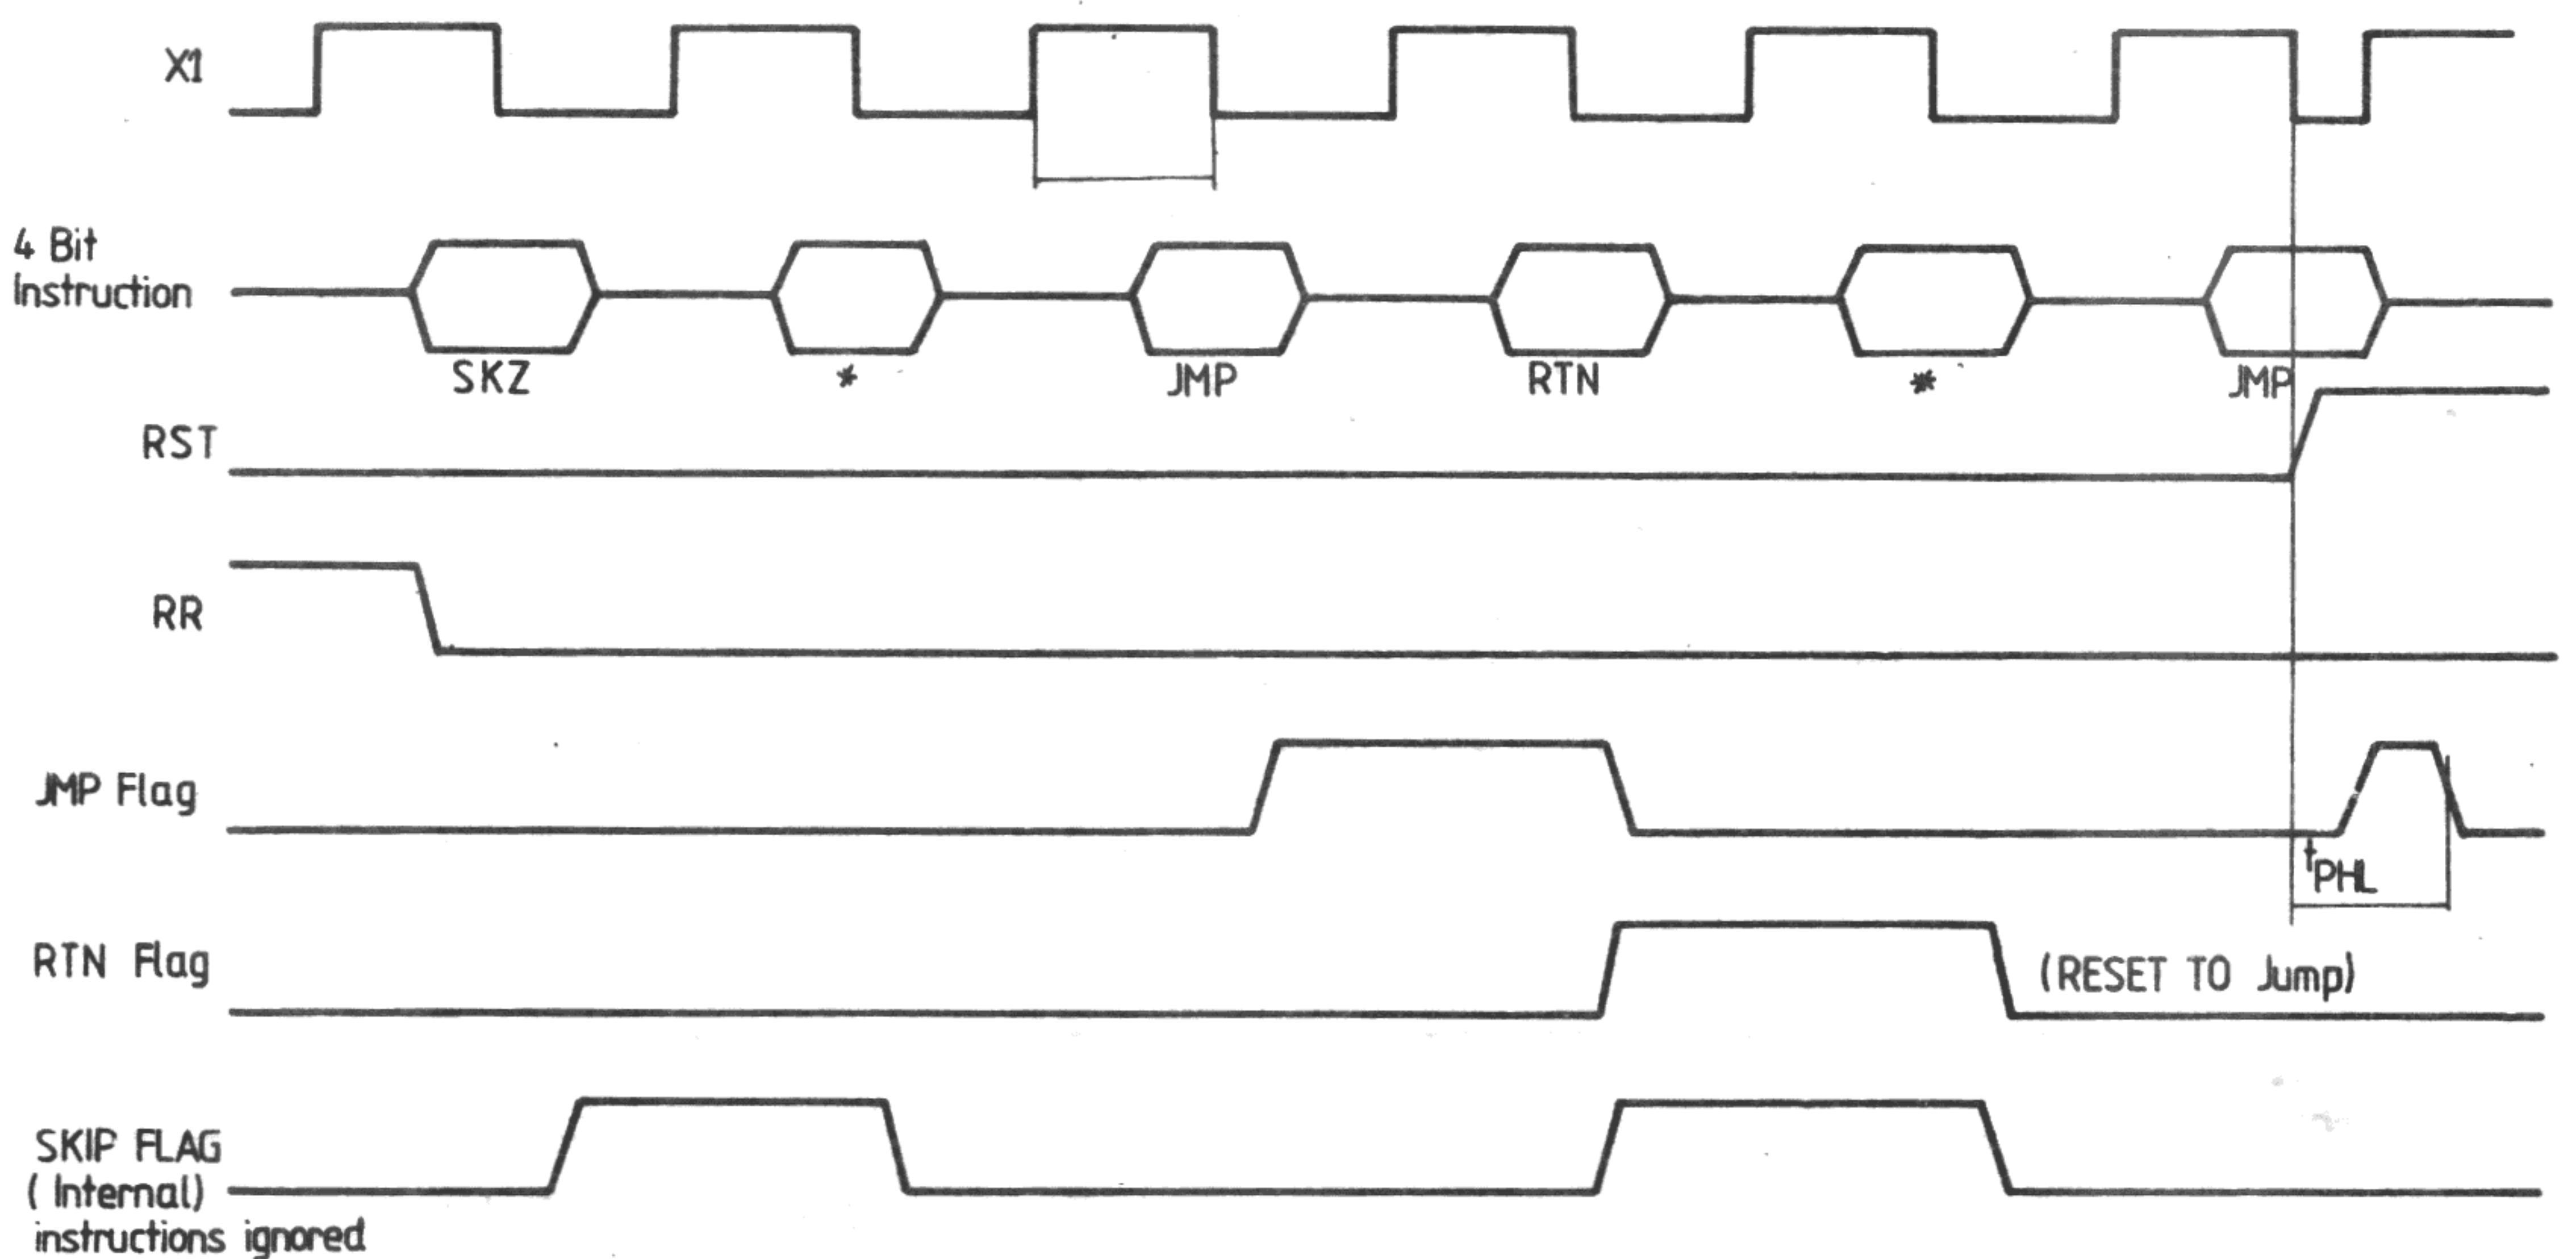 X1
4 Bit
Instruction
SKZ
*
JMP
RTN
*
JMP
RST
RR
JMP Flag
tPHL
RTN Flag
(RESET TO Jump)
SKIP FLAG
(Internal)
instructions ignored